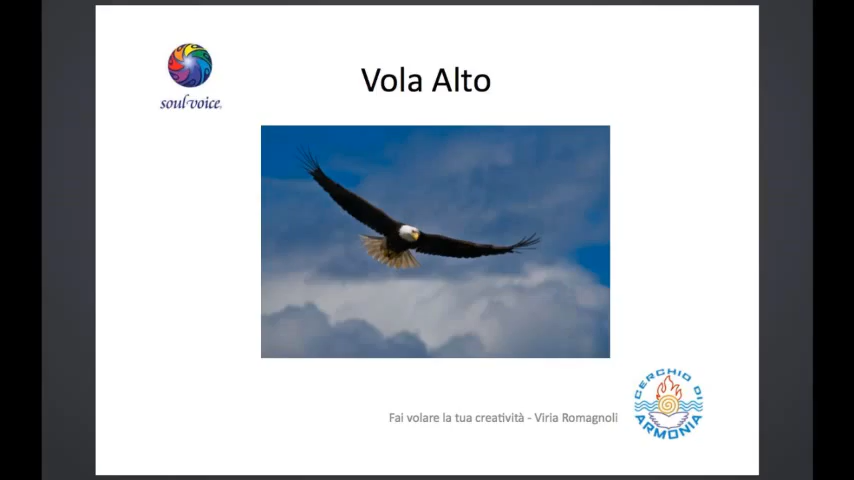 soul-voice®
Vola Alto
Fai volare la tua creatività - Viria Romagnoli
CERCHIO DI
ARMONIA